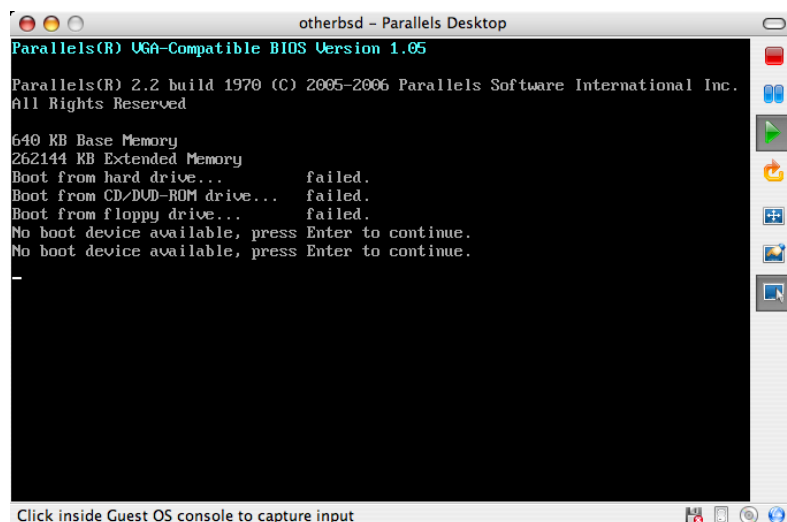 otherbsd – Parallels Desktop
Parallels(R) VGA-Compatible BIOS Version 1.05
Parallels(R) 2.2 build 1970 (C) 2005-2006 Parallels Software International Inc.
All Rights Reserved
640 KB Base Memory
262144 KB Extended Memory
Boot from hard drive... failed.
Boot from CD/DVD-ROM drive... failed.
Boot from floppy drive... failed.
No boot device available, press Enter to continue.
No boot device available, press Enter to continue.
Click inside Guest OS console to capture input